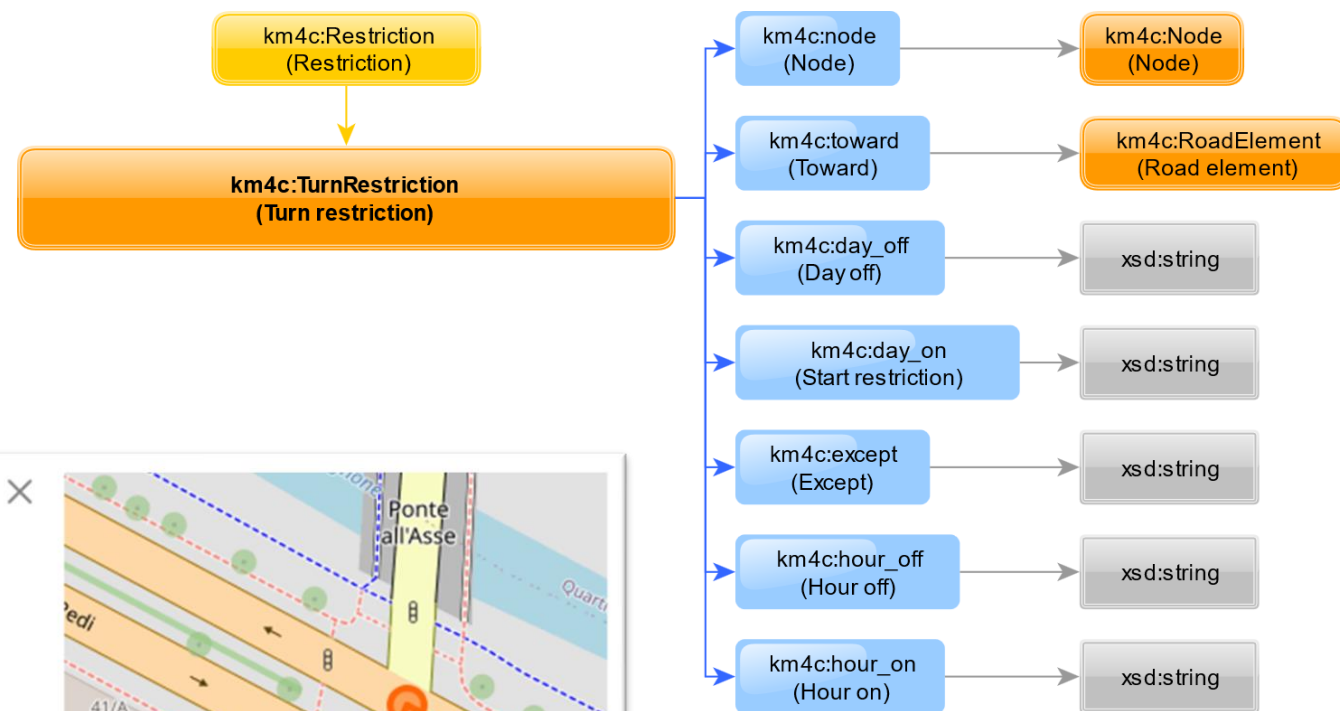 km4c:Restriction
(Restriction)
km4c:TurnRestriction
(Turn restriction)
km4c:node
(Node)
km4c:Node
(Node)
km4c:toward
(Toward)
km4c:RoadElement
(Road element)
km4c:day_off
(Day off)
xsd:string
km4c:day_on
(Start restriction)
xsd:string
km4c:except
(Except)
xsd:string
km4c:hour_off
(Hour off)
xsd:string
km4c:hour_on
(Hour on)
xsd:string
Ponte
all'Asse
41/A